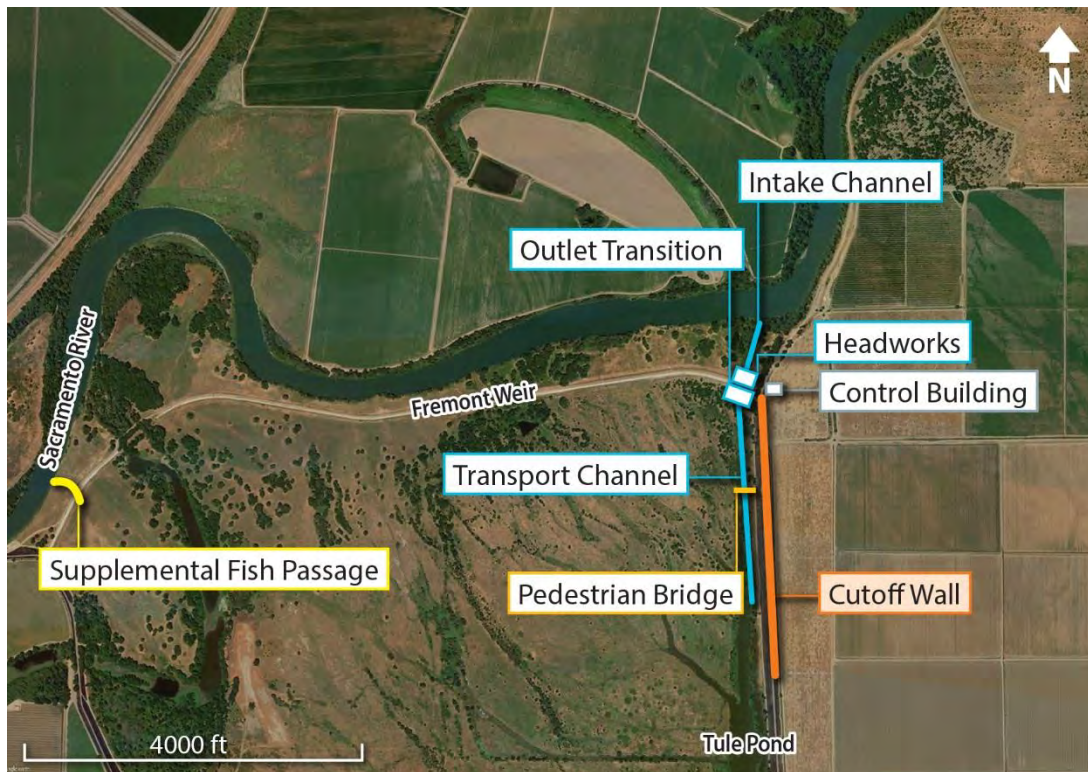 N
Intake Channel
Outlet Transition
Headworks
Control Building
Fremont Weir
Sacramento River
Transport Channel
Supplemental Fish Passage
Pedestrian Bridge
Cutoff Wall
4000 ft
Tule Pond